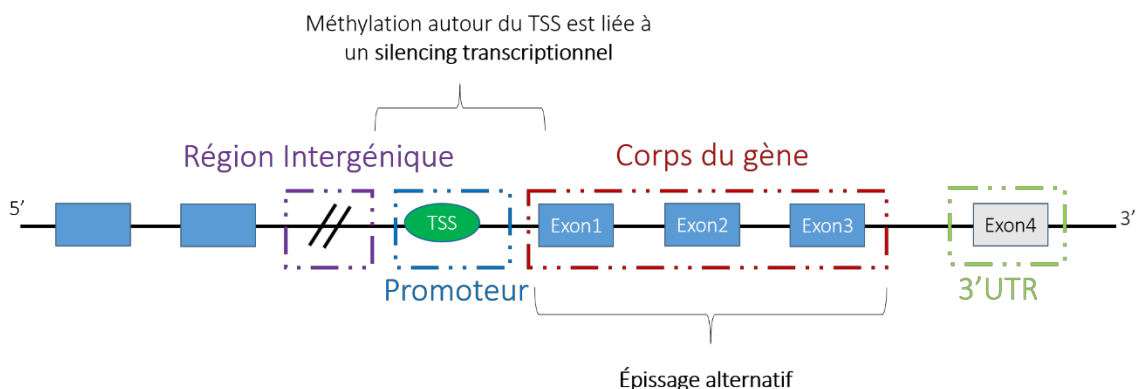 Méthylation autour du TSS est liée à
un silencing transcriptionnel
Région Intergénique
Corps du gène
5’
TSS
Exon1
Exon2
Exon3
Exon4
3’
Promoteur
3’UTR
Épissage alternatif